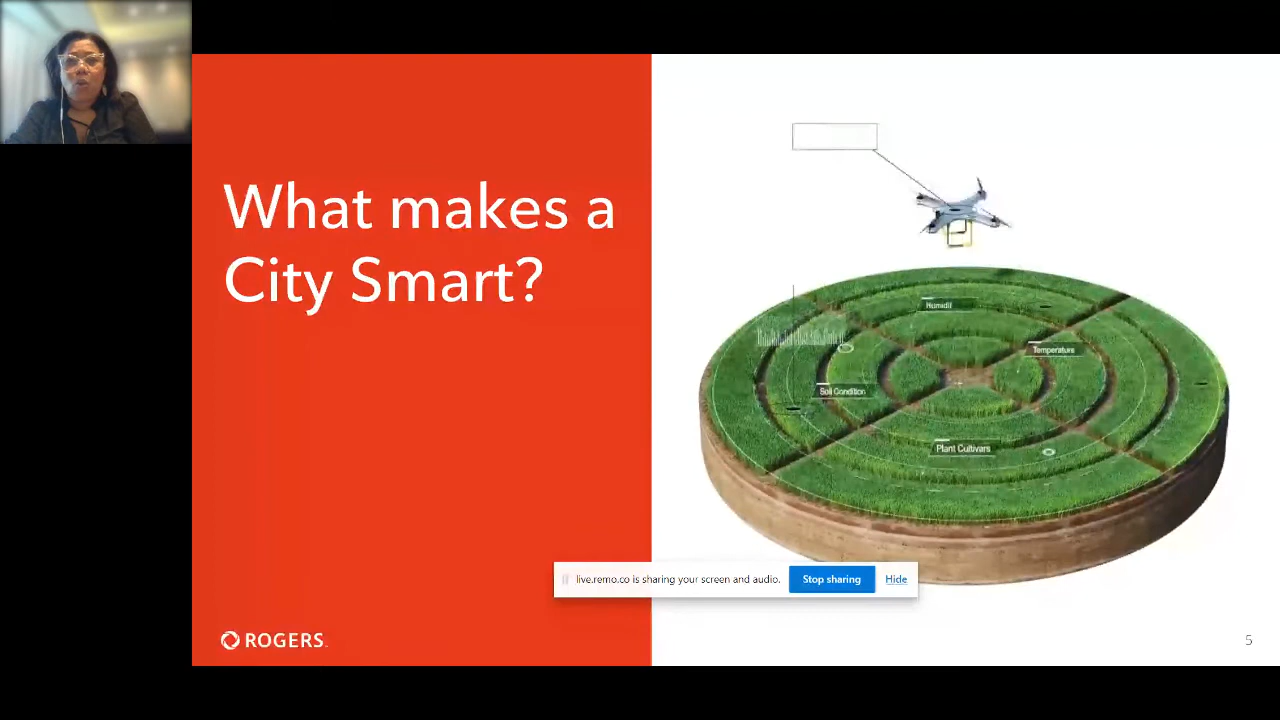 What makes a
City Smart?
Humidit
Temperature
Soil Condition
Plant Cultivars
live.remo.co is sharing your screen and audio.
Stop sharing
Hide
ROGERS
5